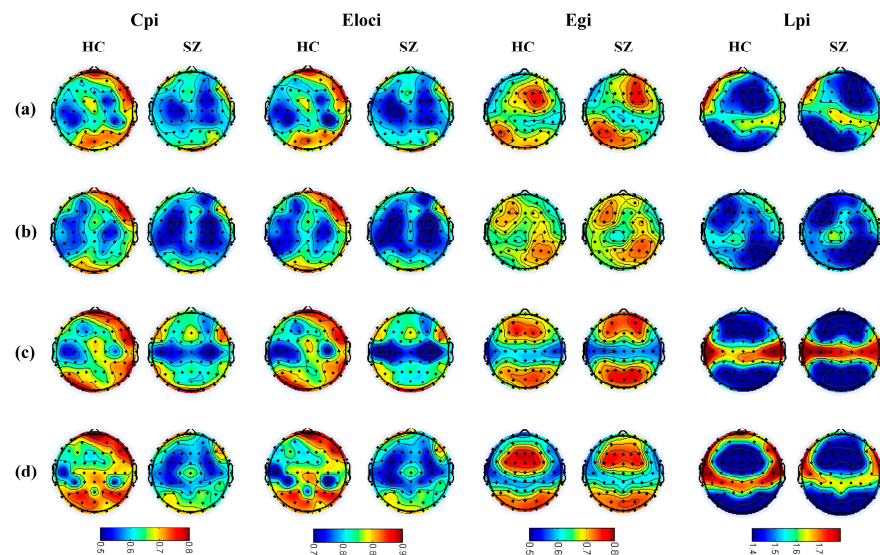 Cpi Eloci Egi Lpi
HC SZ HC SZ HC SZ HC SZ
(a)
(b)
(c)
(d)
0.5 0.6 0.7 0.8 0.7 0.8 0.9 0.5 0.6 0.7 0.8 1.4 1.5 1.6 1.7